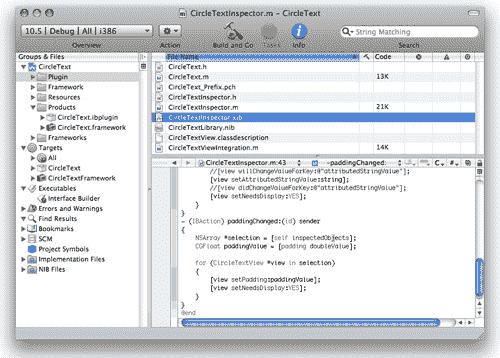 CircleTextInspector.m – CircleText
10.5 | Debug | All | i386
String Matching
Overview
Action
Build and Go
Tasks
Info
Search
Groups & Files
CircleText
Plugin
Framework
Resources
Products
CircleText.ibplugin
CircleText.framework
Frameworks
Targets
All
CircleText
CircleTextFramework
Executables
Interface Builder
Errors and Warnings
Find Results
Bookmarks
SCM
Project Symbols
Implementation Files
NIB Files
File Name
Code
CircleText.h
CircleText.m 13K
CircleText_Prefix.pch
CircleTextInspector.h
CircleTextInspector.m 21K
CircleTextInspector.xib
CircleTextLibrary.nib
CircleTextView.classdescription
CircleTextViewIntegration.m 14K
CircleTextInspector.m:43
-paddingChanged:
C
#
//[view willChangeValueForKey:@"attributedStringValue"];
[view setAttributedStringValue:string];
//[view didChangeValueForKey:@"attributedStringValue"];
[view setNeedsDisplay:YES];
}
}
- (IBAction) paddingChanged:(id) sender
{
NSArray *selection = [self inspectedObjects];
CGFloat paddingValue = [padding doubleValue];
for (CircleTextView *view in selection)
{
[view setPadding:paddingValue];
[view setNeedsDisplay:YES];
}
}
@end